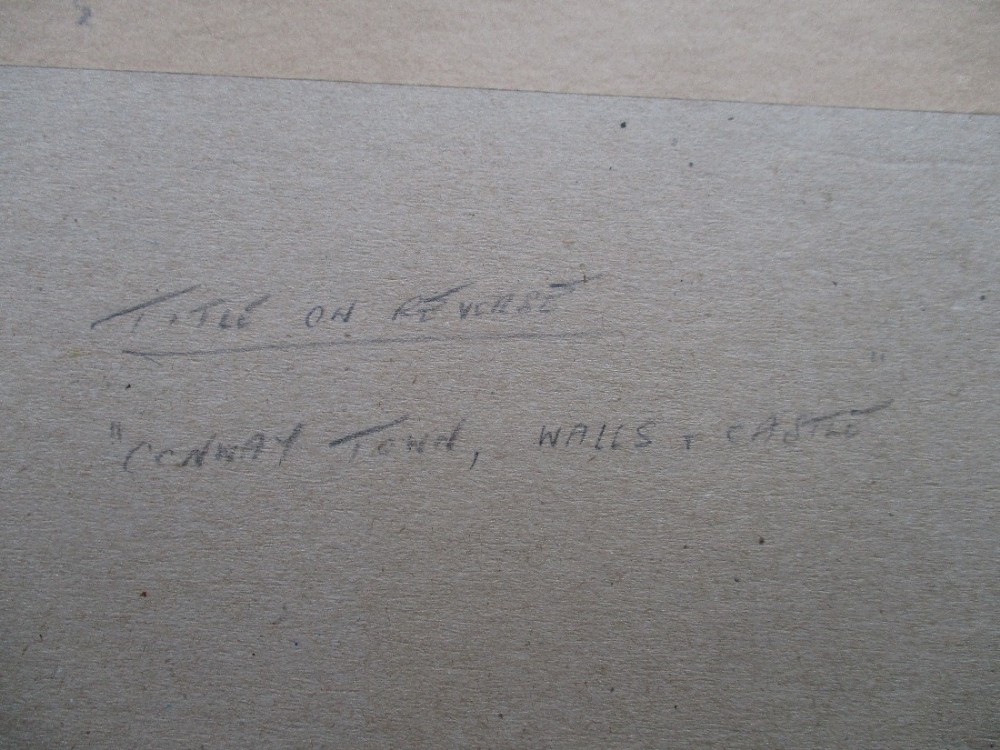 TITLE ON REVERSE
"CONWAY TOWN, WALLS + CASTLE"